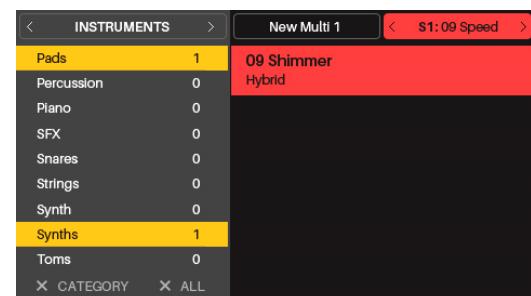 < INSTRUMENTS >
New Multi 1
< S1: 09 Speed >
Pads 1
Percussion 0
Piano 0
SFX 0
Snares 0
Strings 0
Synth 0
Synths 1
Toms 0
✕ CATEGORY ✕ ALL
09 Shimmer
Hybrid